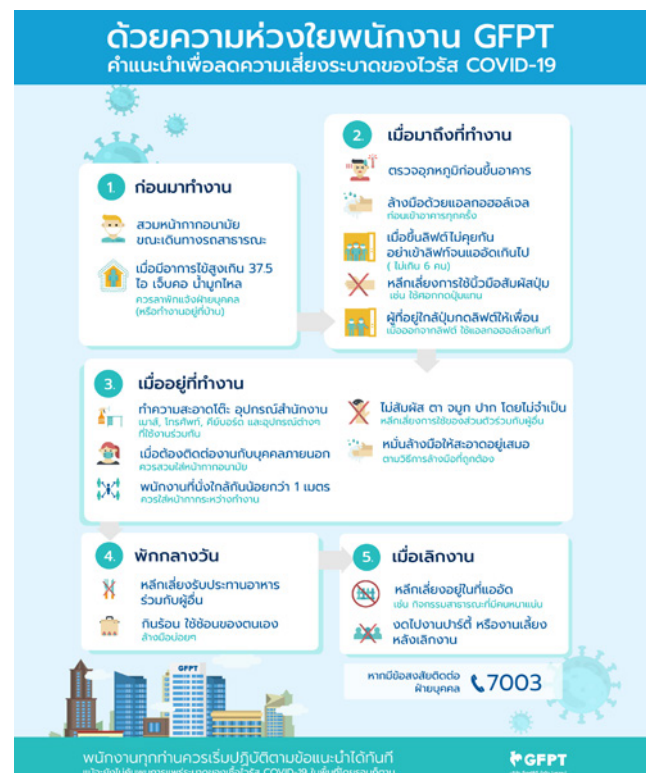 ด้วยความห่วงใยพนักงาน GFPT
คำแนะนำเพื่อลดความเสี่ยงระบาดของไวรัส COVID-19
1. ก่อนมาทำงาน
สวมหน้ากากอนามัย
ขณะเดินทางรถสาธารณะ
เมื่อมีอาการไข้สูงเกิน 37.5
ไอ เจ็บคอ น้ำมูกไหล
ควรลาพักแจ้งฝ่ายบุคคล
(หรือทำงานอยู่ที่บ้าน)
2. เมื่อมาถึงที่ทำงาน
ตรวจอุภหภูมิก่อนขึ้นอาคาร
ล้างมือด้วยแอลกอฮอล์เจล
ก่อนเข้าอาคารทุกครั้ง
เมื่อขึ้นลิฟต์ไม่คุยกัน
อย่าเข้าลิฟท์จนแออัดเกินไป
( ไม่เกิน 6 คน)
หลีกเลี่ยงการใช้นิ้วมือสัมผัสปุ่ม
เช่น ใช้ศอกกดปุ่มแทน
ผู้ที่อยู่ใกล้ปุ่มกดลิฟต์ให้เพื่อน
เมื่อออกจากลิฟต์ ใช้แอลกอฮอล์เจลทันที
3. เมื่ออยู่ที่ทำงาน
ทำความสะอาดโต๊ะ อุปกรณ์สำนักงาน
เมาส์, โทรศัพท์, คีย์บอร์ด และอุปกรณ์ต่างๆ
ที่ใช้งานร่วมกัน
เมื่อต้องติดต่องานกับบุคคลภายนอก
ควรสวมใส่หน้ากากอนามัย
พนักงานที่นั่งใกล้กันน้อยกว่า 1 เมตร
ควรใส่หน้ากากระหว่างทำงาน
ไม่สัมผัส ตา จมูก ปาก โดยไม่จำเป็น
หลีกเลี่ยงการใช้ของส่วนตัวร่วมกับผู้อื่น
หมั่นล้างมือให้สะอาดอยู่เสมอ
ตามวิธีการล้างมือที่ถูกต้อง
4. พักกลางวัน
หลีกเลี่ยงรับประทานอาหาร
ร่วมกับผู้อื่น
กินร้อน ใช้ช้อนของตนเอง
ล้างมือบ่อยๆ
5. เมื่อเลิกงาน
หลีกเลี่ยงอยู่ในที่แออัด
เช่น กิจกรรมสาธารณะที่มีคนหนาแน่น
งดไปงานปาร์ตี้ หรืองานเลี้ยง
หลังเลิกงาน
GFPT
หากมีข้อสงสัยติดต่อ
ฝ่ายบุคคล 7003
พนักงานทุกท่านควรเริ่มปฏิบัติตามข้อแนะนำได้ทันที
GFPT